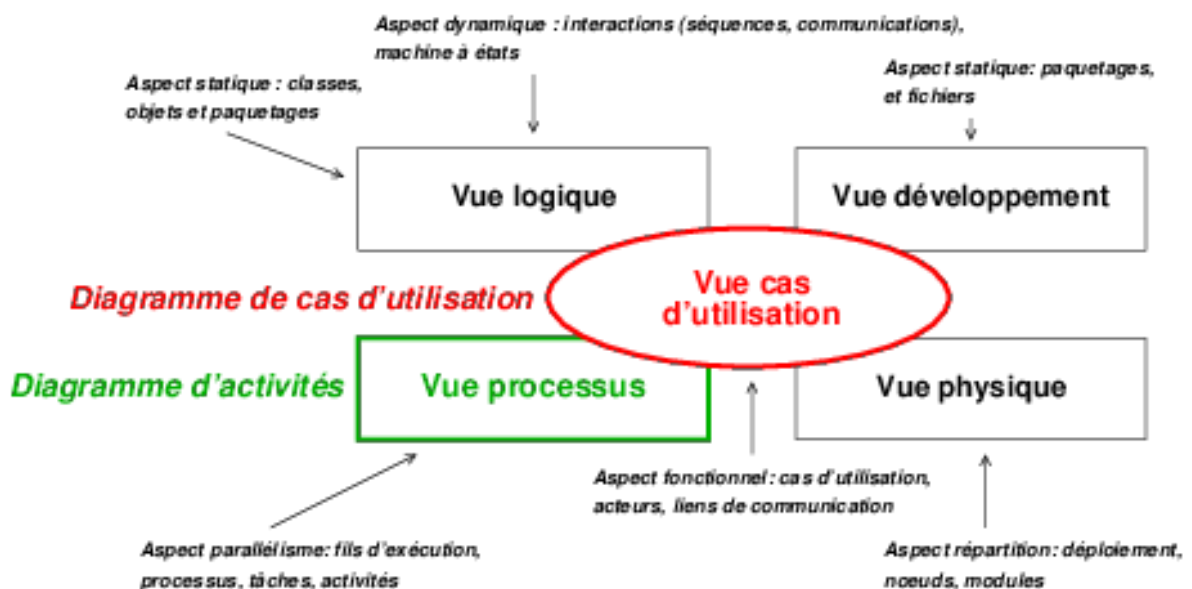 Aspect dynamique : interactions (séquences, communications),
machine à états
Aspect statique : classes,
objets et paquetages
Aspect statique: paquetages,
et fichiers
Vue logique
Vue développement
Diagramme de cas d'utilisation
Vue cas
d'utilisation
Diagramme d'activités
Vue processus
Vue physique
Aspect fonctionnel: cas d'utilisation,
acteurs, liens de communication
Aspect parallélisme: fils d'exécution,
processus, tâches, activités
Aspect répartition: déploiement,
noeuds, modules